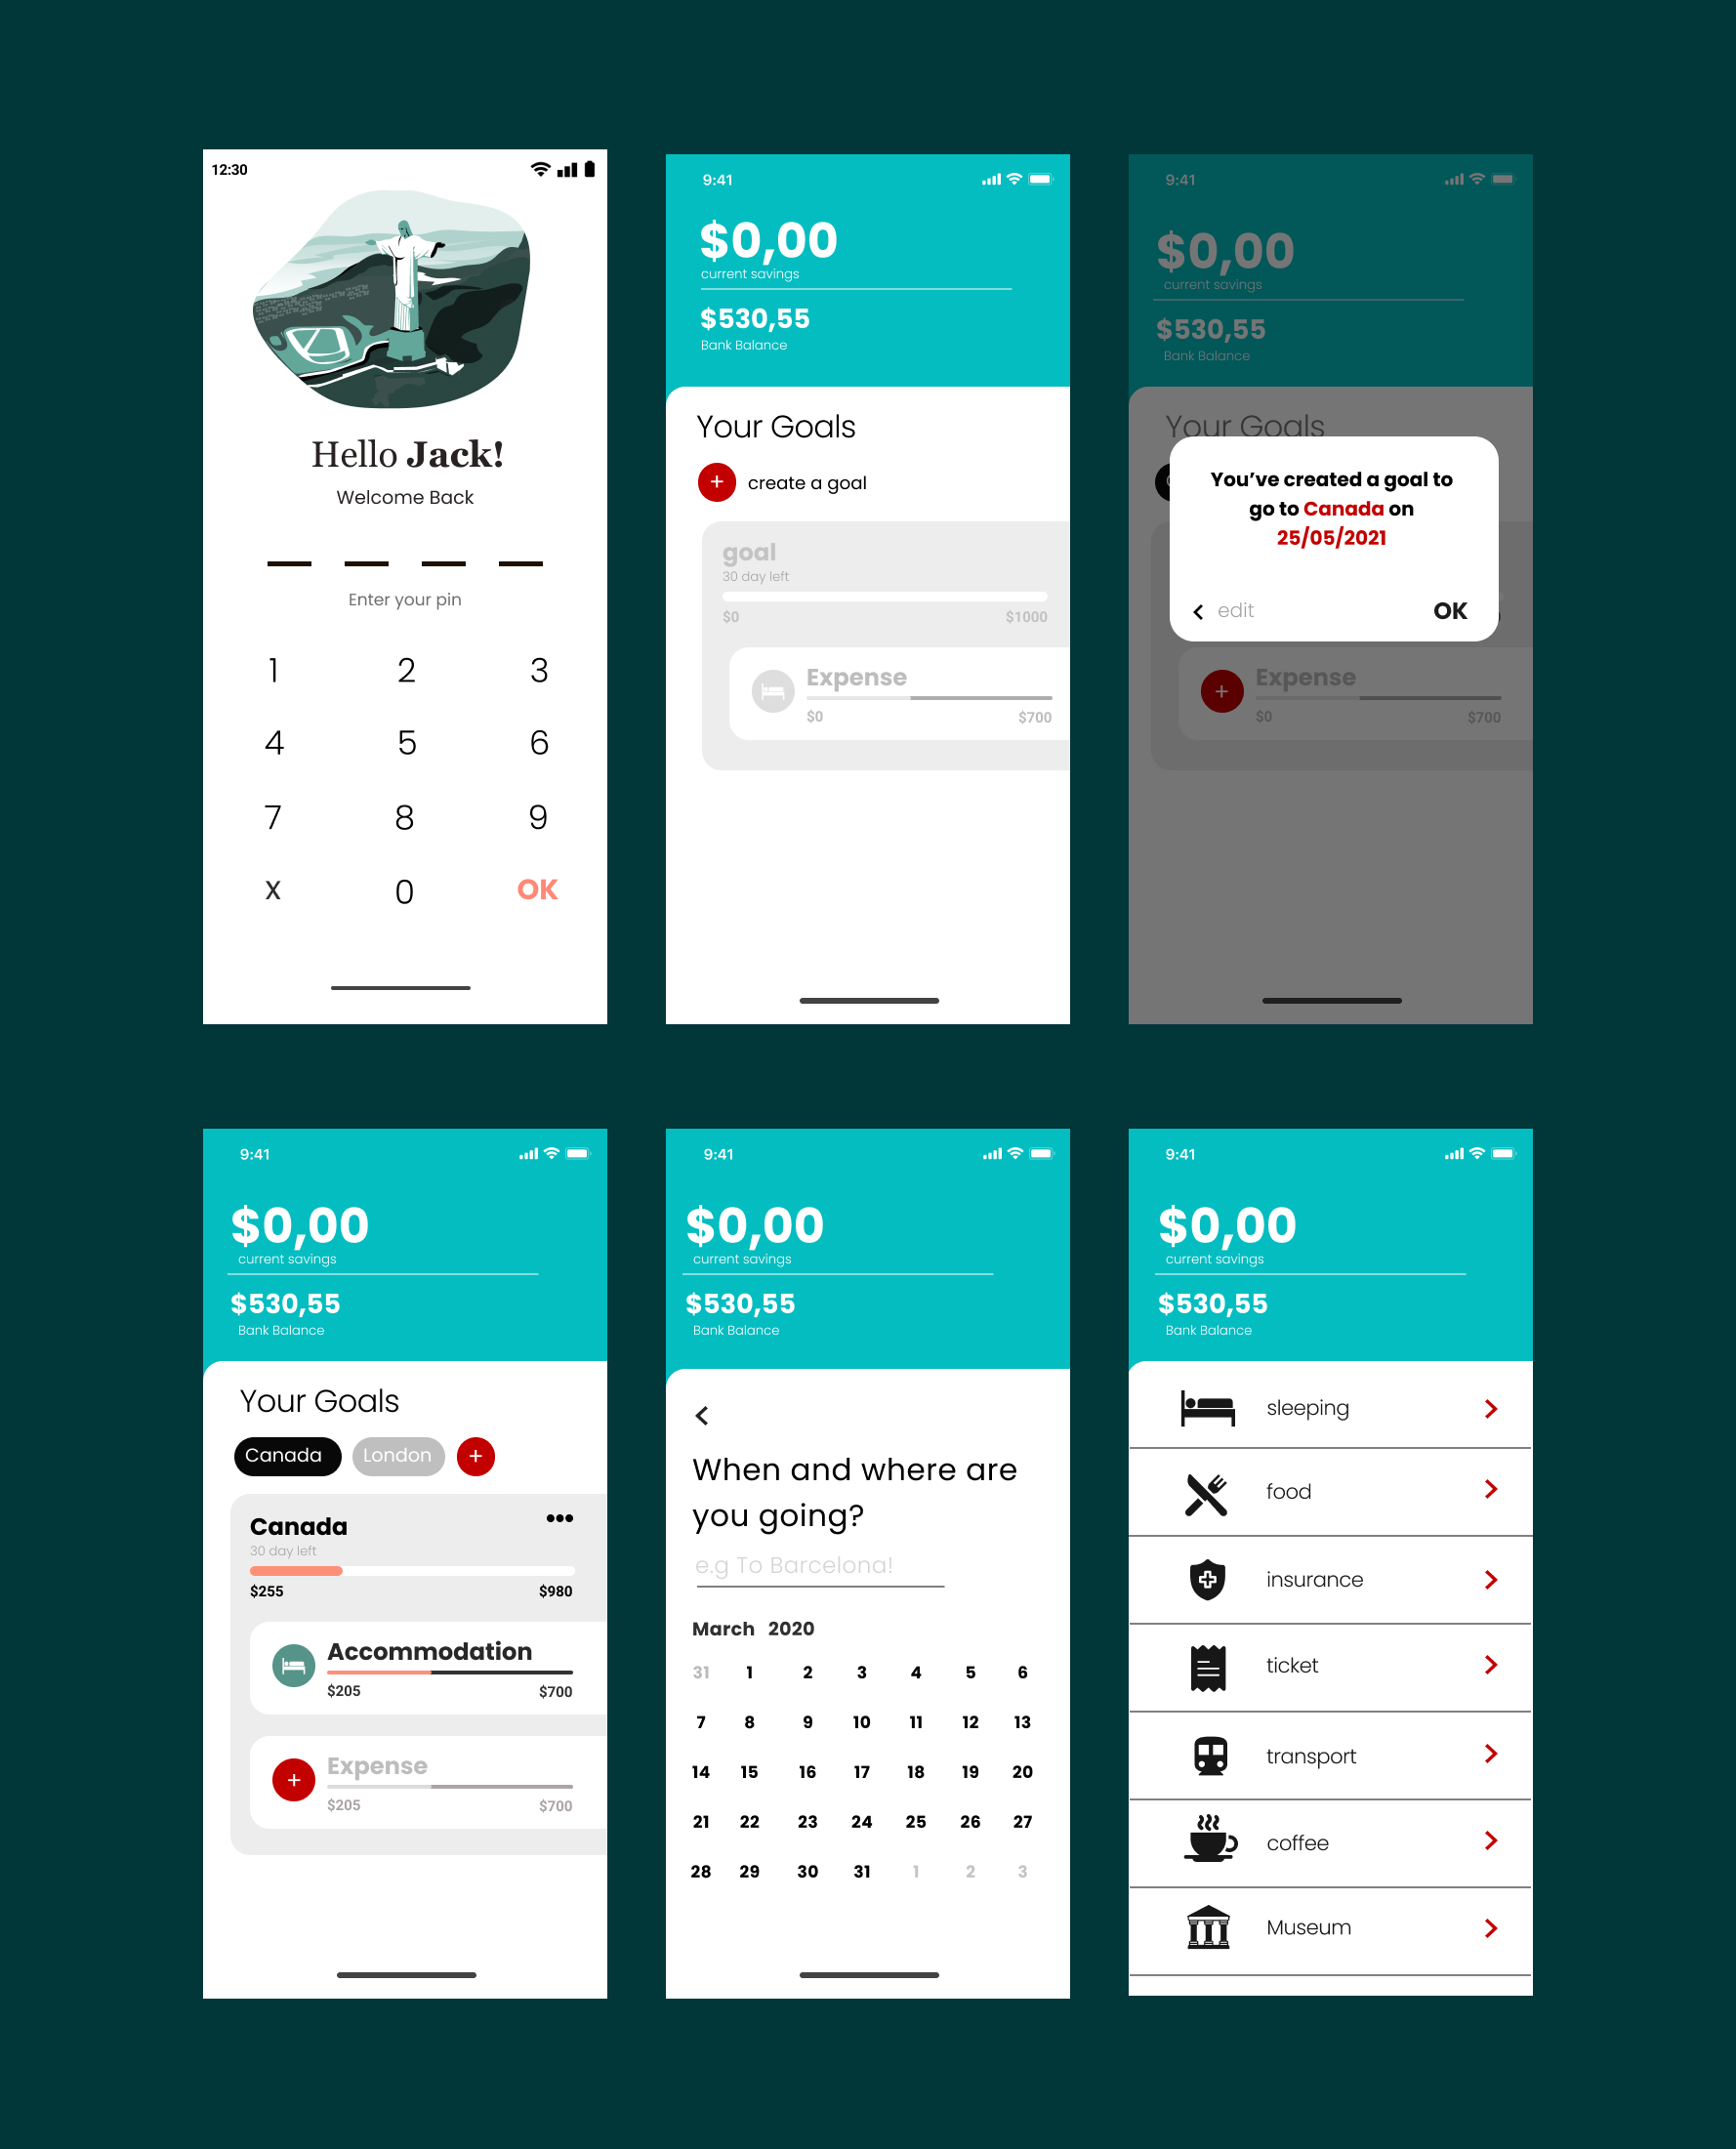 12:30
Hello Jack!
Welcome Back
Enter your pin
1 2 3
4 5 6
7 8 9
X 0 OK
9:41
$0,00
current savings
$530,55
Bank Balance
Your Goals
+ create a goal
goal
30 day left
$0 $1000
Expense
$0 $700
9:41
$0,00
current savings
$530,55
Bank Balance
Your Goals
You've created a goal to
go to Canada on
25/05/2021
edit OK
+ Expense
$0 $700
9:41
$0,00
current savings
$530,55
Bank Balance
Your Goals
Canada London +
Canada
30 day left
$255 $980
Accommodation
$205 $700
+ Expense
$205 $700
9:41
$0,00
current savings
$530,55
Bank Balance
When and where are
you going?
e.g To Barcelona!
March 2020
31 1 2 3 4 5 6
7 8 9 10 11 12 13
14 15 16 17 18 19 20
21 22 23 24 25 26 27
28 29 30 31 1 2 3
9:41
$0,00
current savings
$530,55
Bank Balance
sleeping
food
insurance
ticket
transport
coffee
Museum